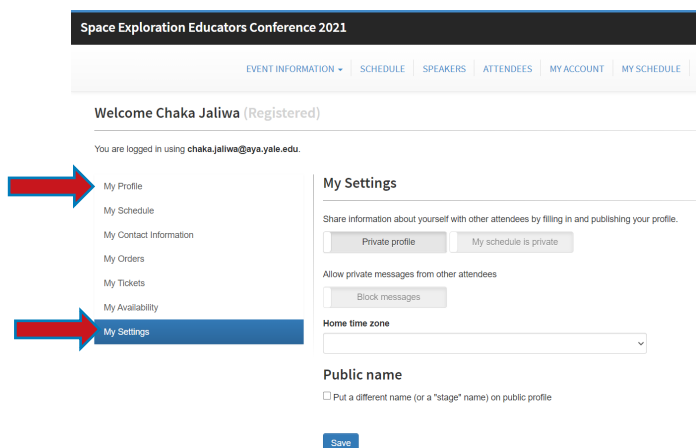 Space Exploration Educators Conference 2021
EVENT INFORMATION SCHEDULE SPEAKERS ATTENDEES MY ACCOUNT MY SCHEDULE
Welcome Chaka Jaliwa (Registered)
You are logged in using chaka.jaliwa@aya.yale.edu.
My Profile
My Schedule
My Contact Information
My Orders
My Tickets
My Availability
My Settings
My Settings
Share information about yourself with other attendees by filling in and publishing your profile.
Private profile My schedule is private
Allow private messages from other attendees
Block messages
Home time zone
Public name
Put a different name (or a "stage" name) on public profile
Save